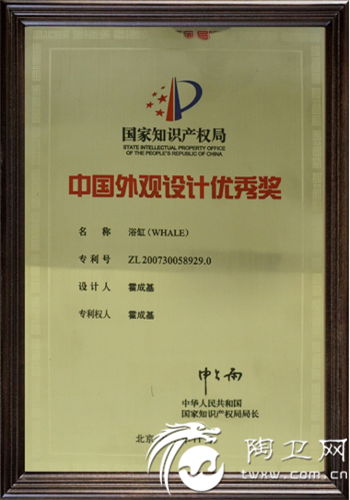 国家知识产权局
STATE INTELLECTUAL PROPERTY OFFICE
OF THE PEOPLE'S REPUBLIC OF CHINA
中国外观设计优秀奖
名 称 浴缸(WHALE)
专利号 ZL 200730058929.0
设计人 霍成基
专利权人 霍成基
中华人民共和国
国家知识产权局局长
北京
陶卫网
www.twxw.com.cn